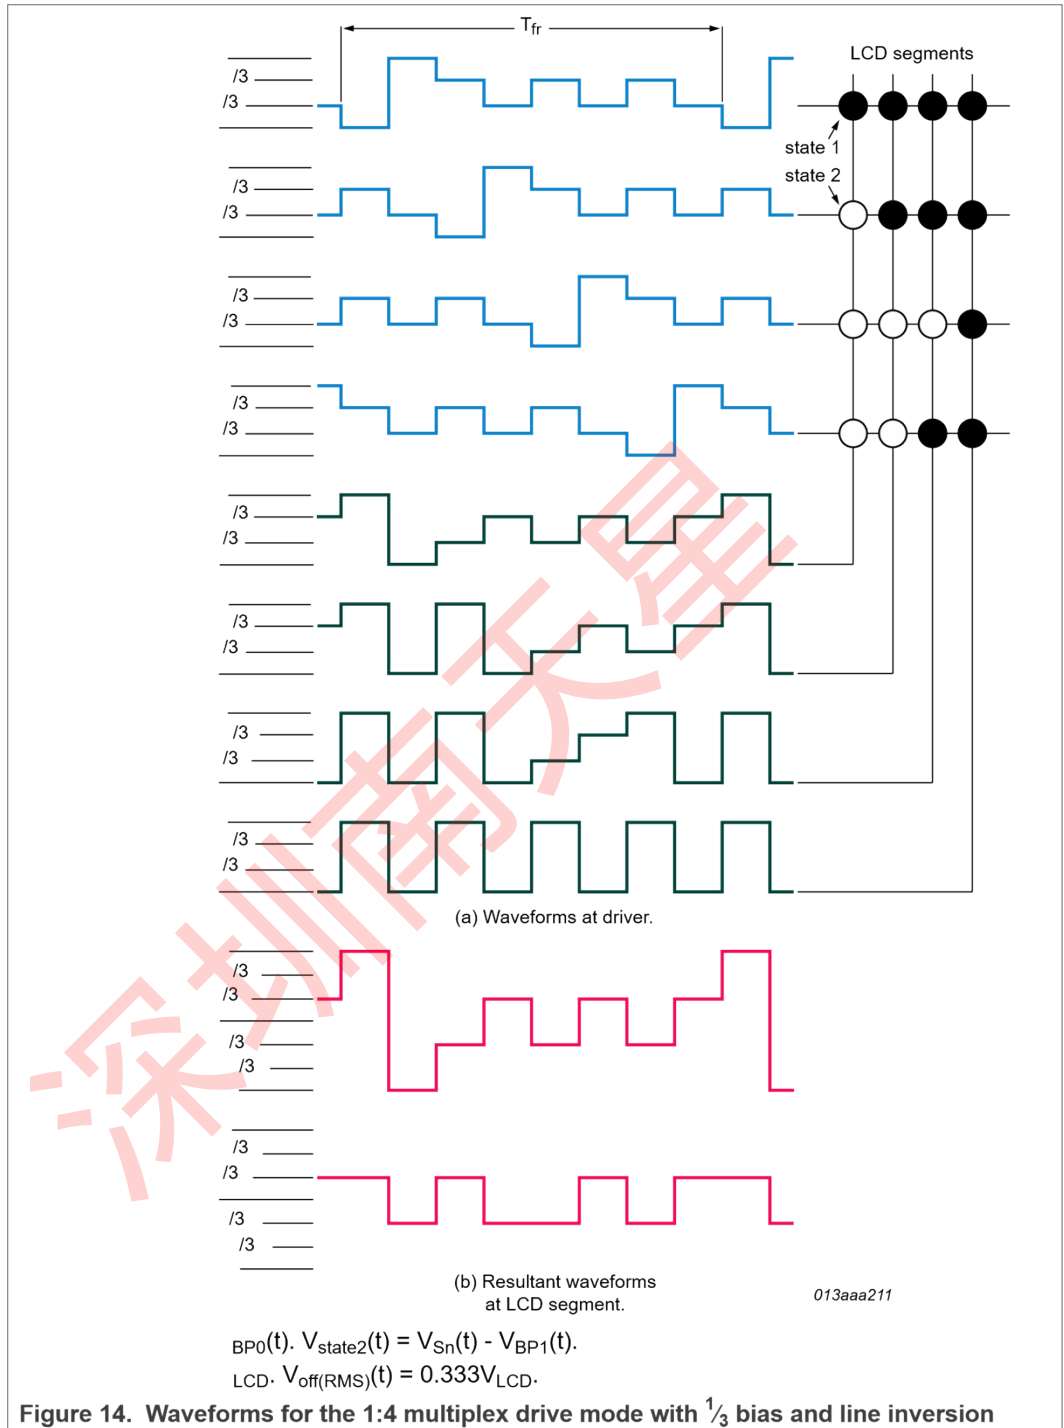 Tfr
LCD segments
/3
/3
state 1
state 2
/3
/3
/3
/3
/3
/3
/3
/3
/3
/3
/3
/3
/3
/3
(a) Waveforms at driver.
/3
/3
/3
/3
/3
/3
/3
/3
(b) Resultant waveforms
at LCD segment.
013aaa211
BP0(t). Vstate2(t) = VSn(t) - VBP1(t).
LCD. Voff(RMS)(t) = 0.333VLCD.
Figure 14. Waveforms for the 1:4 multiplex drive mode with 1/3 bias and line inversion
深圳南天星